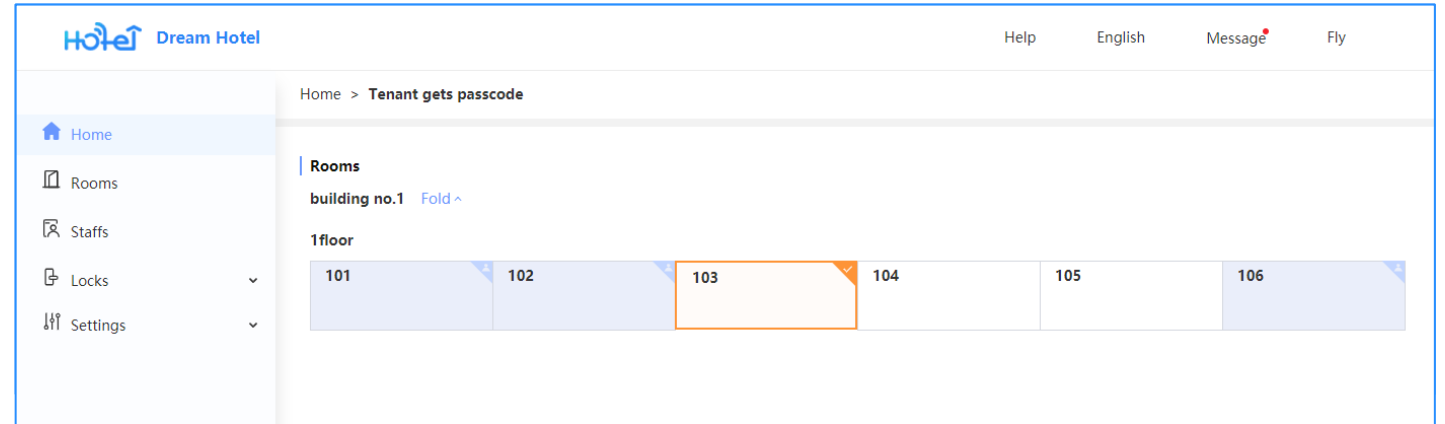 Hotel Dream Hotel Help English Message Fly
Home > Tenant gets passcode
Home
Rooms
Staffs
Locks
Settings
Rooms
building no.1 Fold
1floor
101 102 103 104 105 106